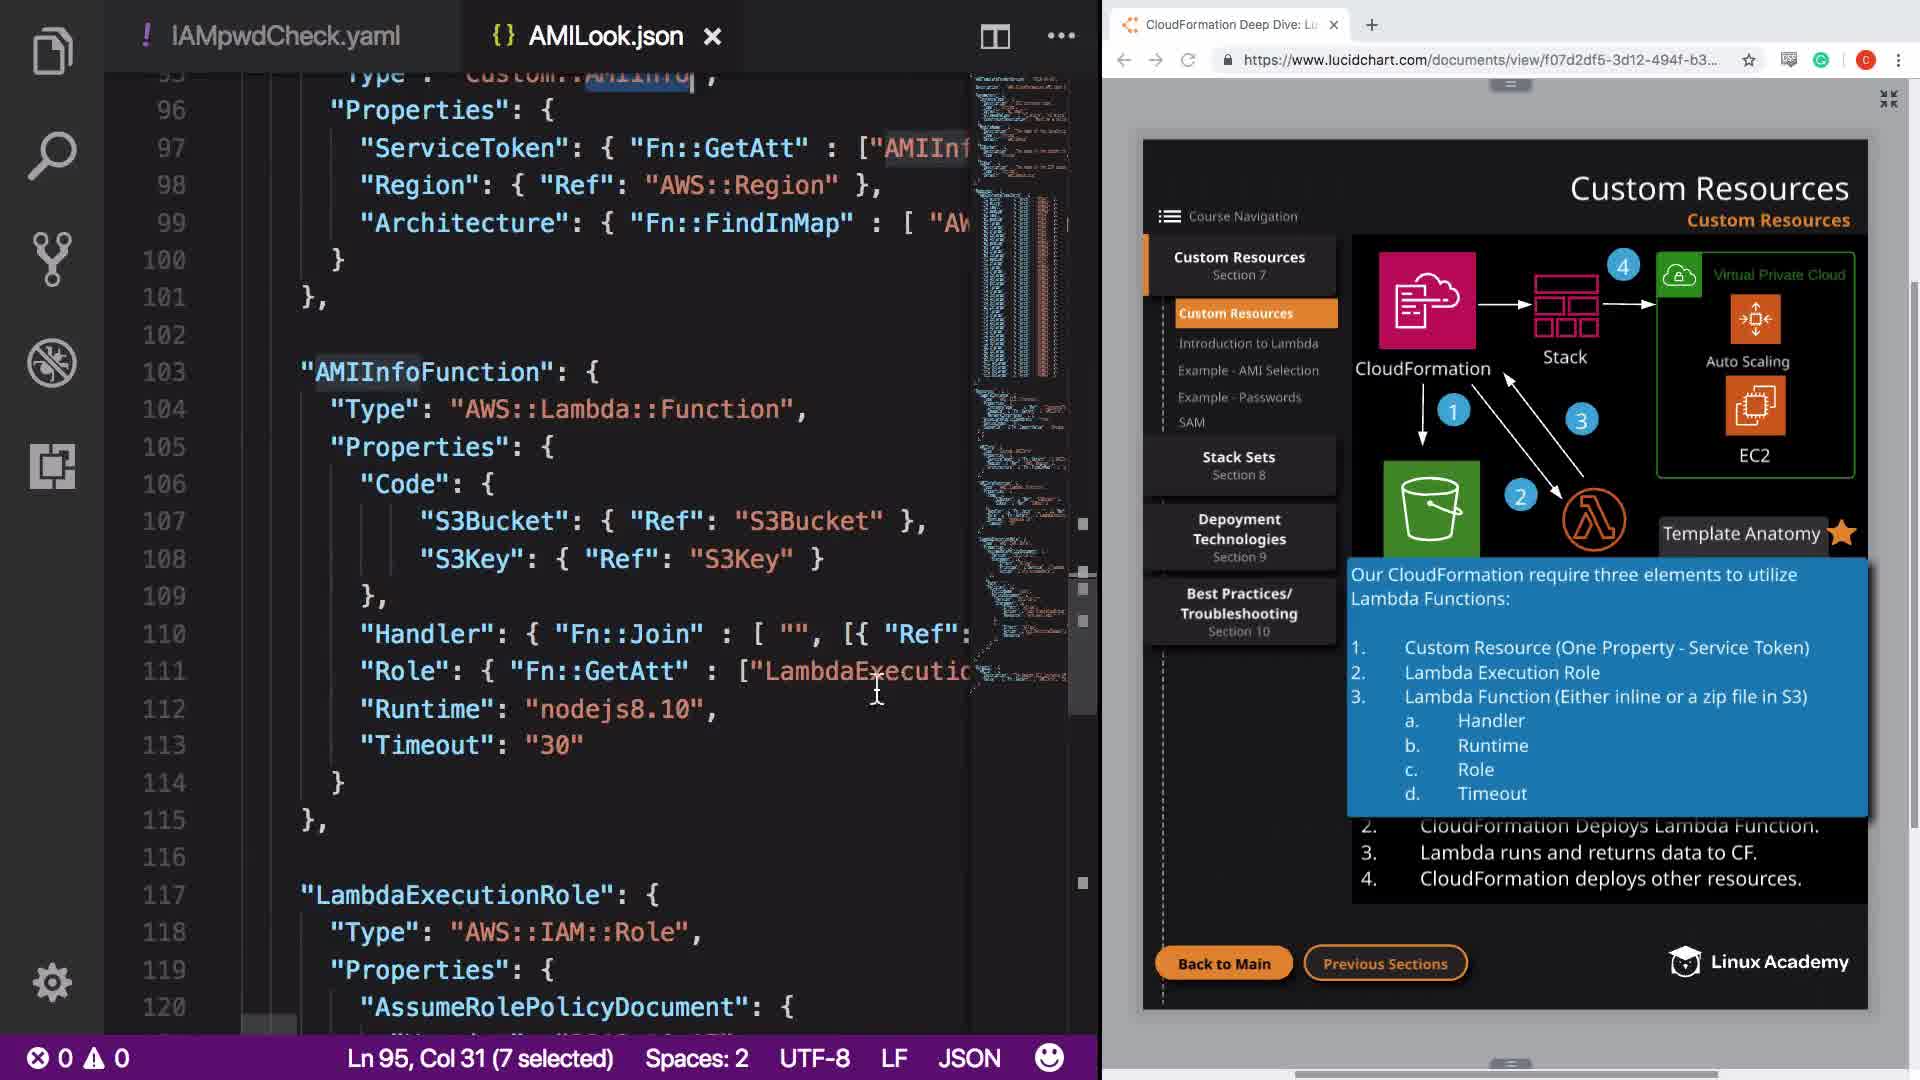 ! IAMpwdCheck.yaml
{} AMILook.json ×
"Type": "Custom::AMIInfo",
96 "Properties": {
97 "ServiceToken": { "Fn::GetAtt" : ["AMIInf
98 "Region": { "Ref": "AWS::Region" },
99 "Architecture": { "Fn::FindInMap" : [ "AW
100 }
101 },
102
103 "AMIInfoFunction": {
104 "Type": "AWS::Lambda::Function",
105 "Properties": {
106 "Code": {
107 "S3Bucket": { "Ref": "S3Bucket" },
108 "S3Key": { "Ref": "S3Key" }
109 },
110 "Handler": { "Fn::Join" : [ "", [{ "Ref":
111 "Role": { "Fn::GetAtt" : ["LambdaExecutio
112 "Runtime": "nodejs8.10",
113 "Timeout": "30"
114 }
115 },
116
117 "LambdaExecutionRole": {
118 "Type": "AWS::IAM::Role",
119 "Properties": {
120 "AssumeRolePolicyDocument": {
0 0
Ln 95, Col 31 (7 selected) Spaces: 2 UTF-8 LF JSON
CloudFormation Deep Dive: Lu
https://www.lucidchart.com/documents/view/f07d2df5-3d12-494f-b3...
C
Custom Resources
Custom Resources
Course Navigation
Custom Resources
Section 7
Custom Resources
Introduction to Lambda
Example - AMI Selection
Example - Passwords
SAM
Stack Sets
Section 8
Depoyment
Technologies
Section 9
Best Practices/
Troubleshooting
Section 10
CloudFormation
Stack
4
Virtual Private Cloud
Auto Scaling
EC2
1
2
3
Template Anatomy
Our CloudFormation require three elements to utilize
Lambda Functions:
1. Custom Resource (One Property - Service Token)
2. Lambda Execution Role
3. Lambda Function (Either inline or a zip file in S3)
a. Handler
b. Runtime
c. Role
d. Timeout
2. CloudFormation Deploys Lambda Function.
3. Lambda runs and returns data to CF.
4. CloudFormation deploys other resources.
Back to Main
Previous Sections
Linux Academy